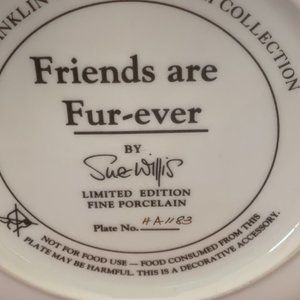 KLIN
COLLECTION
Friends are
Fur-ever
BY
Sue Willis
LIMITED EDITION
FINE PORCELAIN
Plate No. HA1183
NOT FOR FOOD USE – FOOD CONSUMED FROM THIS
PLATE MAY BE HARMFUL. THIS IS A DECORATIVE ACCESSORY.